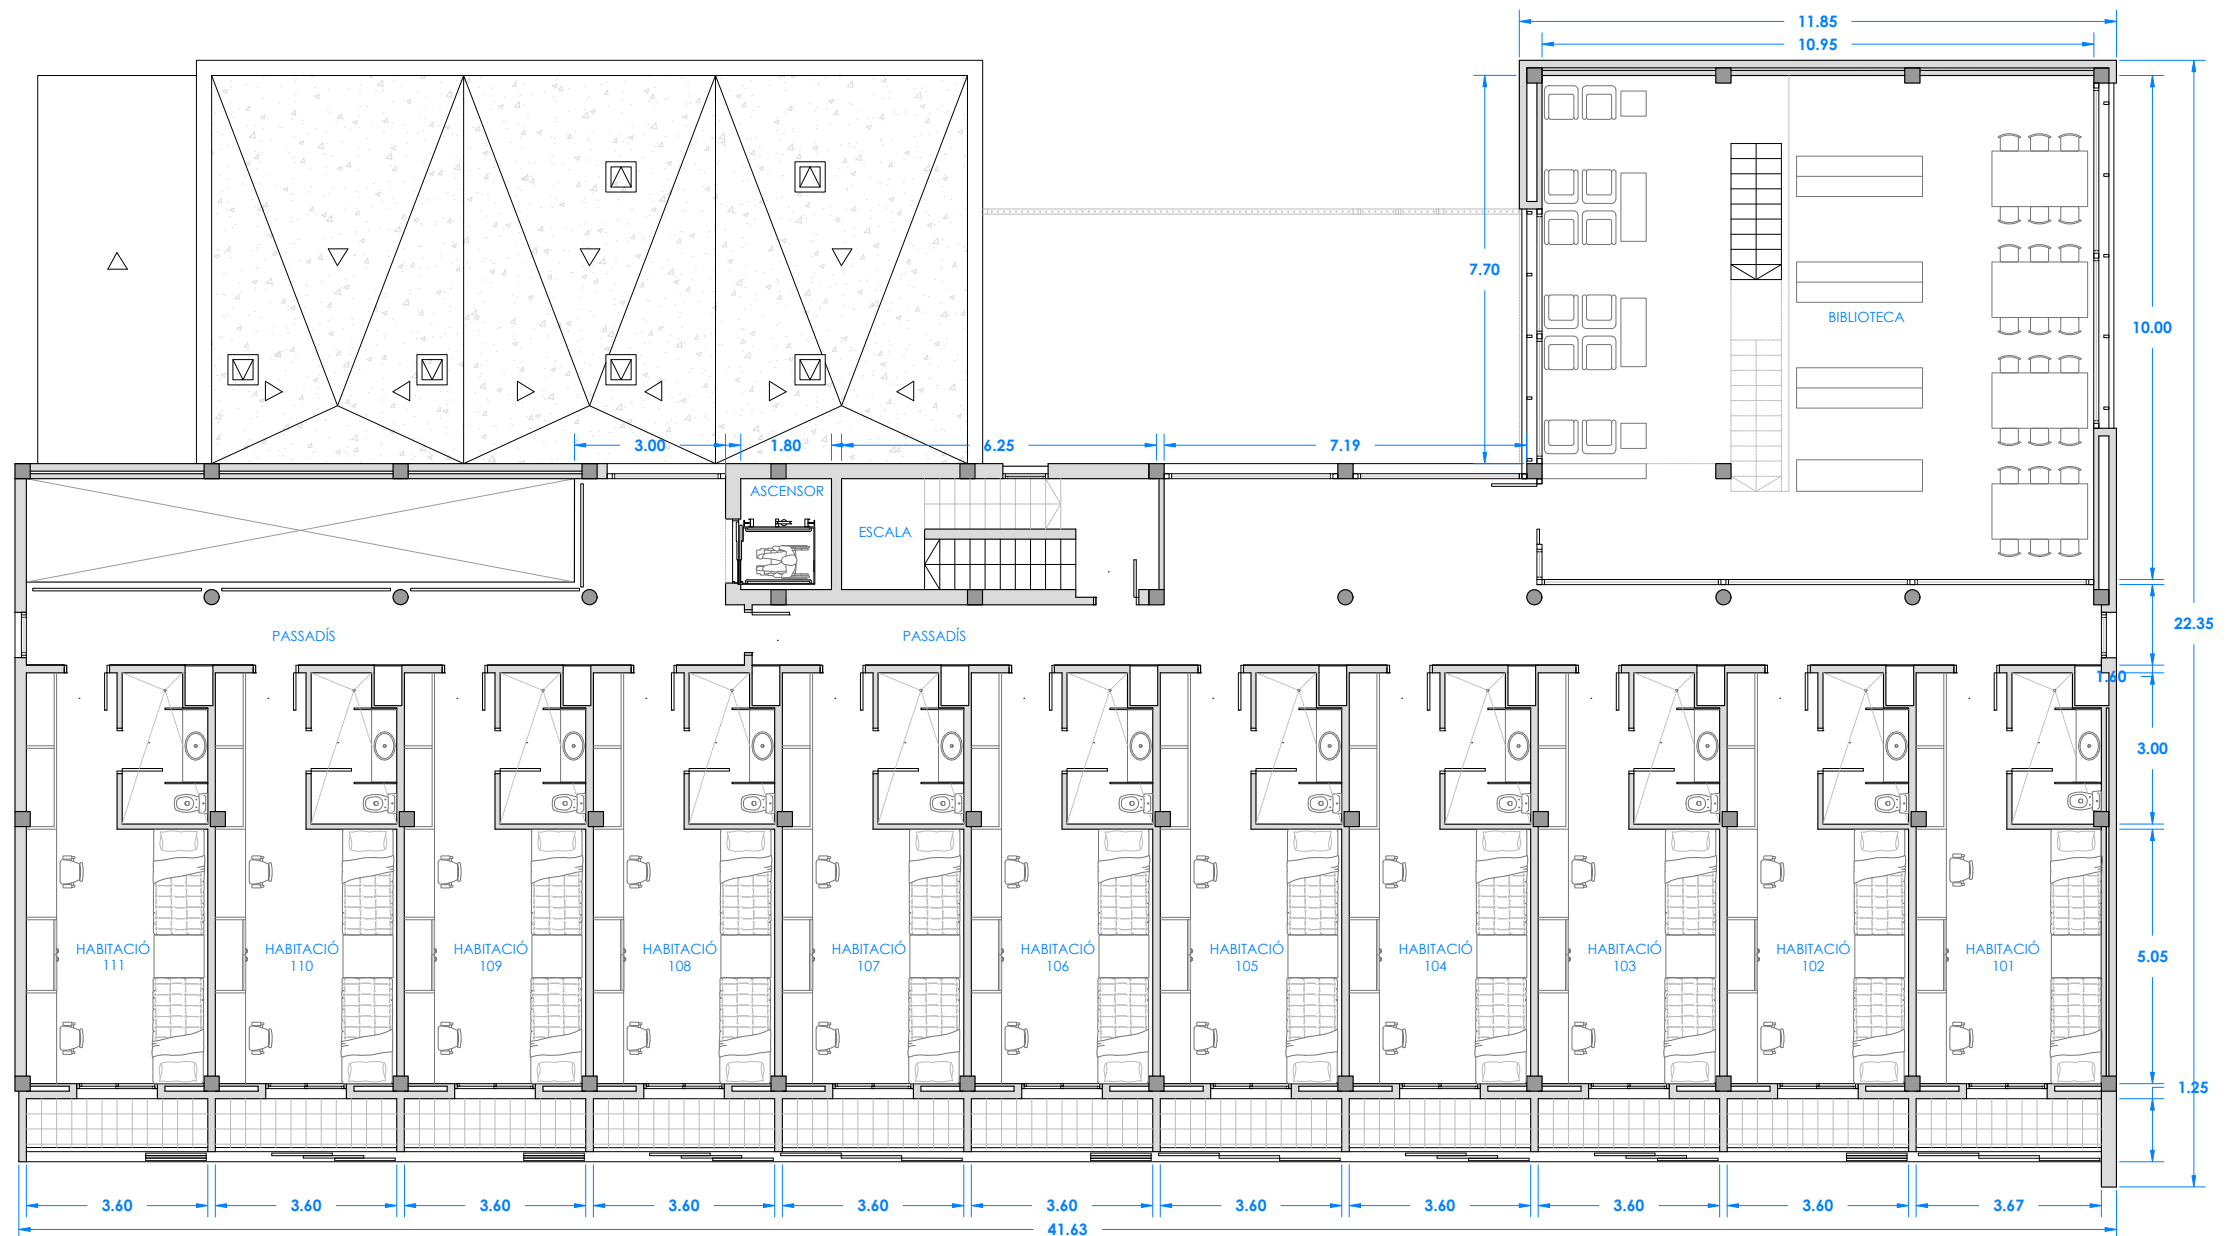 11.85
10.95
7.70
BIBLIOTECA
10.00
3.00
1.80
6.25
7.19
ASCENSOR
ESCALA
22.35
PASSADÍS
PASSADÍS
1.60
3.00
HABITACIÓ
111
HABITACIÓ
110
HABITACIÓ
109
HABITACIÓ
108
HABITACIÓ
107
HABITACIÓ
106
HABITACIÓ
105
HABITACIÓ
104
HABITACIÓ
103
HABITACIÓ
102
HABITACIÓ
101
5.05
1.25
3.60
3.60
3.60
3.60
3.60
3.60
3.60
3.60
3.60
3.60
3.67
41.63